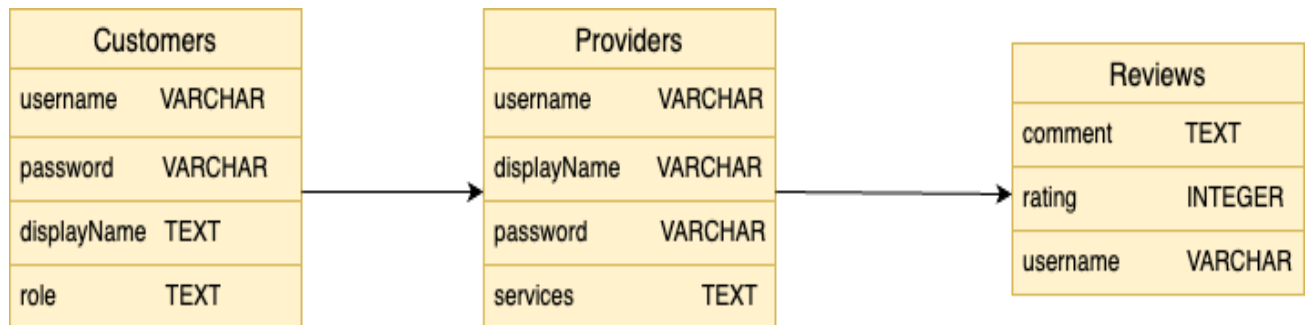 Customers
username VARCHAR
password VARCHAR
displayName TEXT
role TEXT
Providers
username VARCHAR
displayName VARCHAR
password VARCHAR
services TEXT
Reviews
comment TEXT
rating INTEGER
username VARCHAR